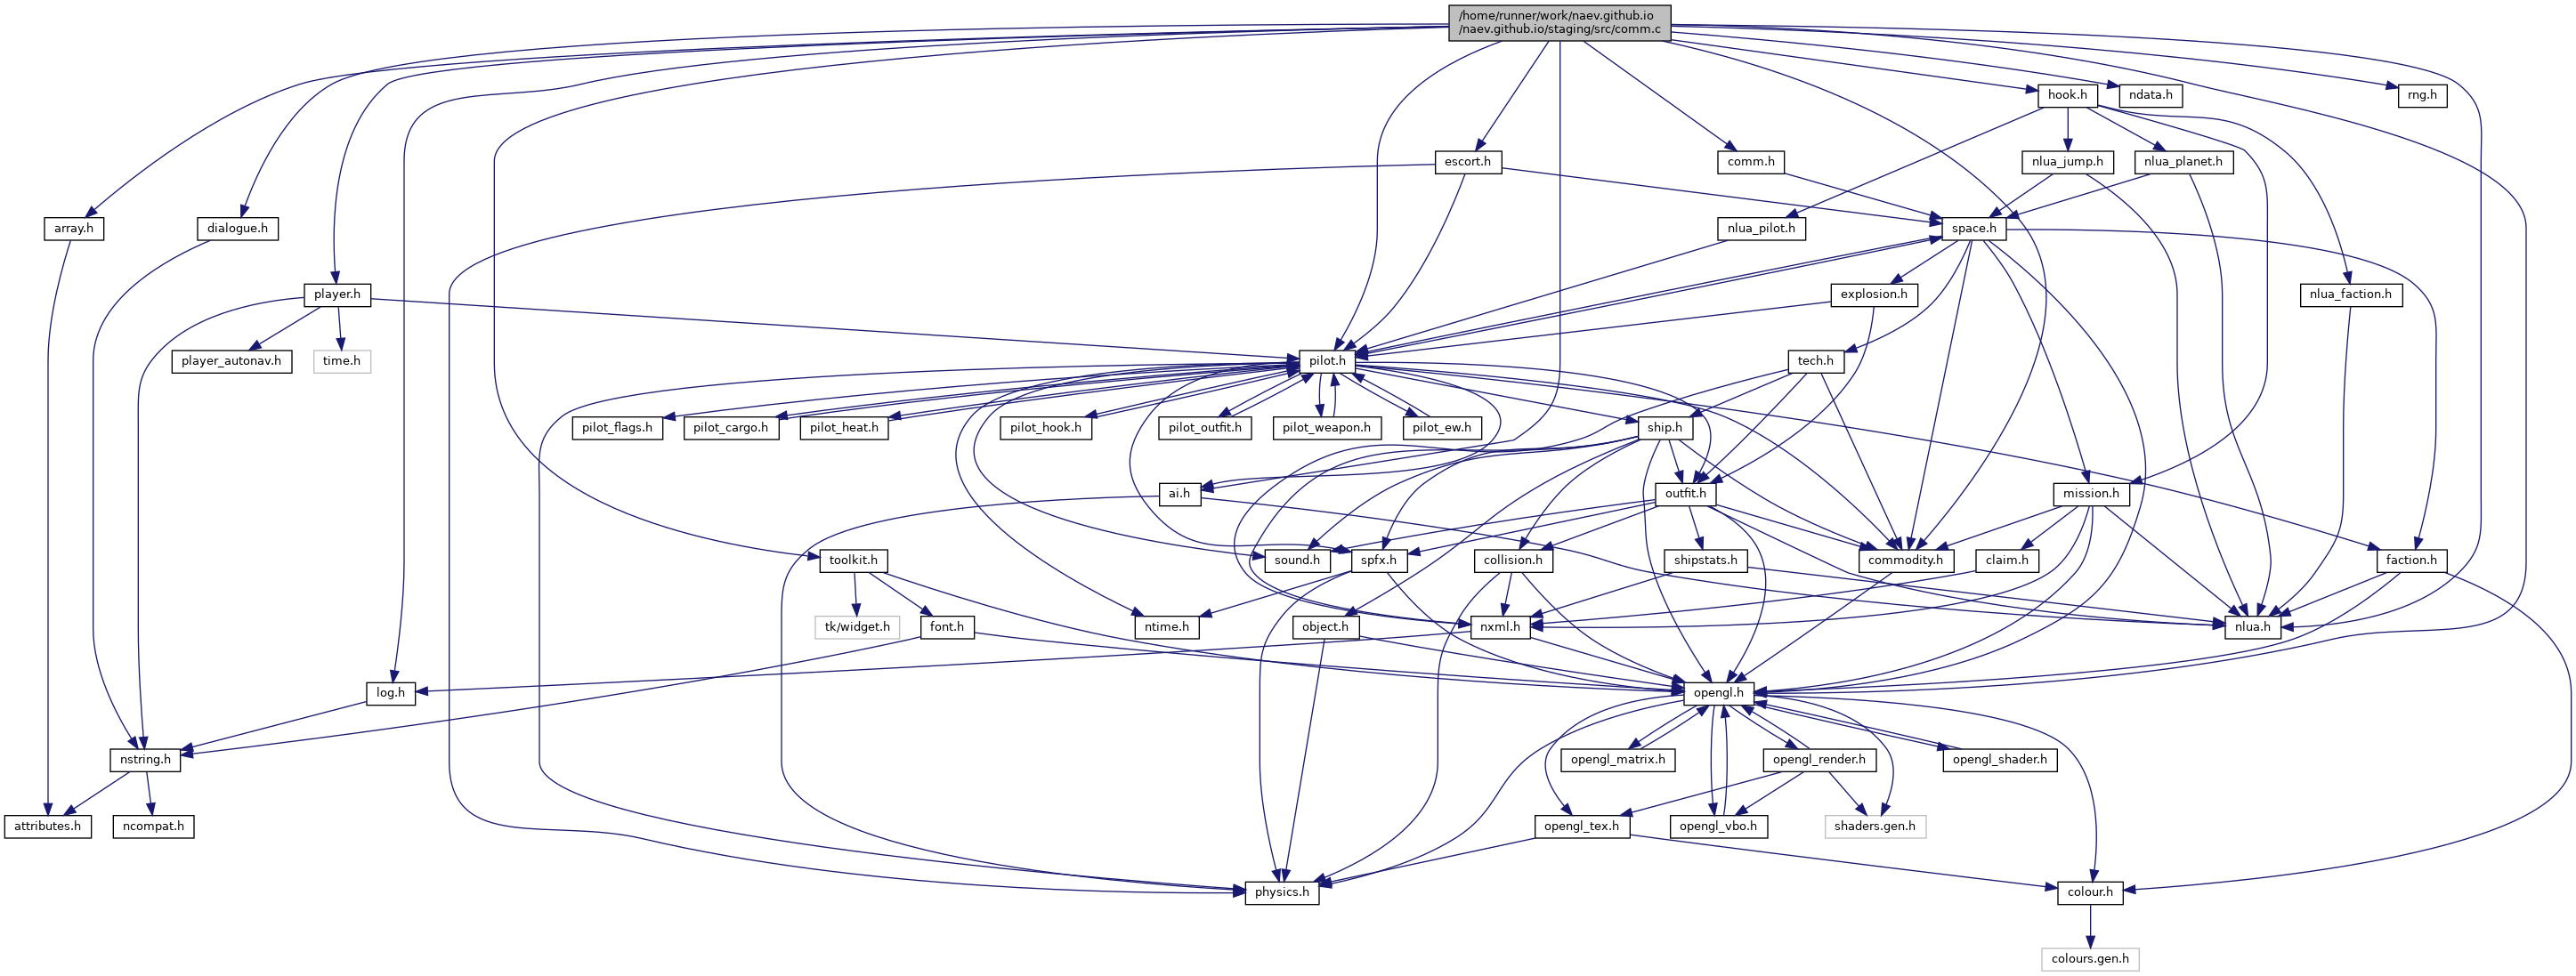 /home/runner/work/naev.github.io
/naev.github.io/staging/src/comm.c
hook.h
ndata.h
rng.h
escort.h
comm.h
nlua_jump.h
nlua_planet.h
array.h
dialogue.h
nlua_pilot.h
space.h
player.h
explosion.h
nlua_faction.h
player_autonav.h
time.h
pilot.h
tech.h
pilot_flags.h
pilot_cargo.h
pilot_heat.h
pilot_hook.h
pilot_outfit.h
pilot_weapon.h
pilot_ew.h
ship.h
ai.h
outfit.h
mission.h
toolkit.h
sound.h
spfx.h
collision.h
shipstats.h
commodity.h
claim.h
faction.h
tk/widget.h
font.h
ntime.h
object.h
nxml.h
nlua.h
log.h
opengl.h
nstring.h
opengl_matrix.h
opengl_render.h
opengl_shader.h
attributes.h
ncompat.h
opengl_tex.h
opengl_vbo.h
shaders.gen.h
physics.h
colour.h
colours.gen.h